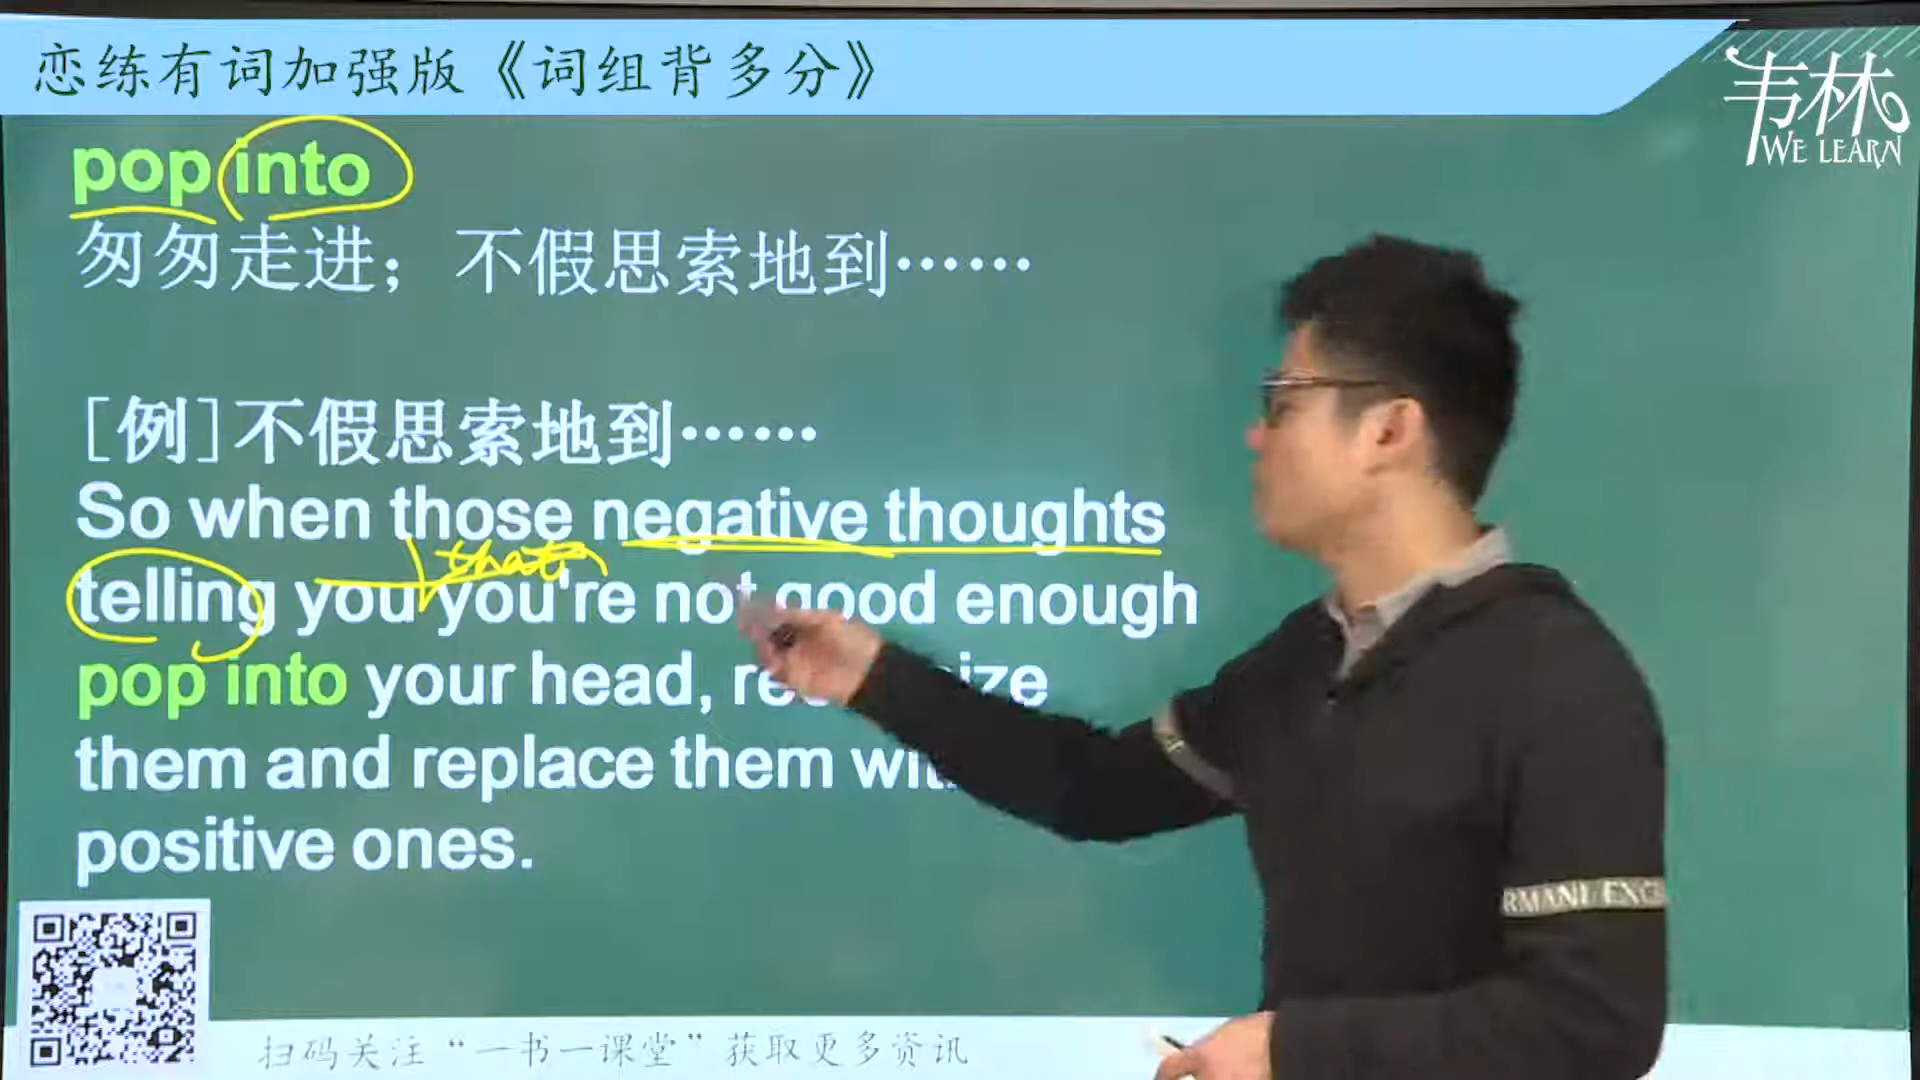 恋练有词加强版《词组背多分》
韦林
WE LEARN
pop into
匆匆走进；不假思索地到……
[例]不假思索地到……
So when those negative thoughts
that
telling you you're not good enough
pop into your head,
them and replace them
positive ones.
RMANI EXC
扫码关注“一书一课堂”获取更多资讯